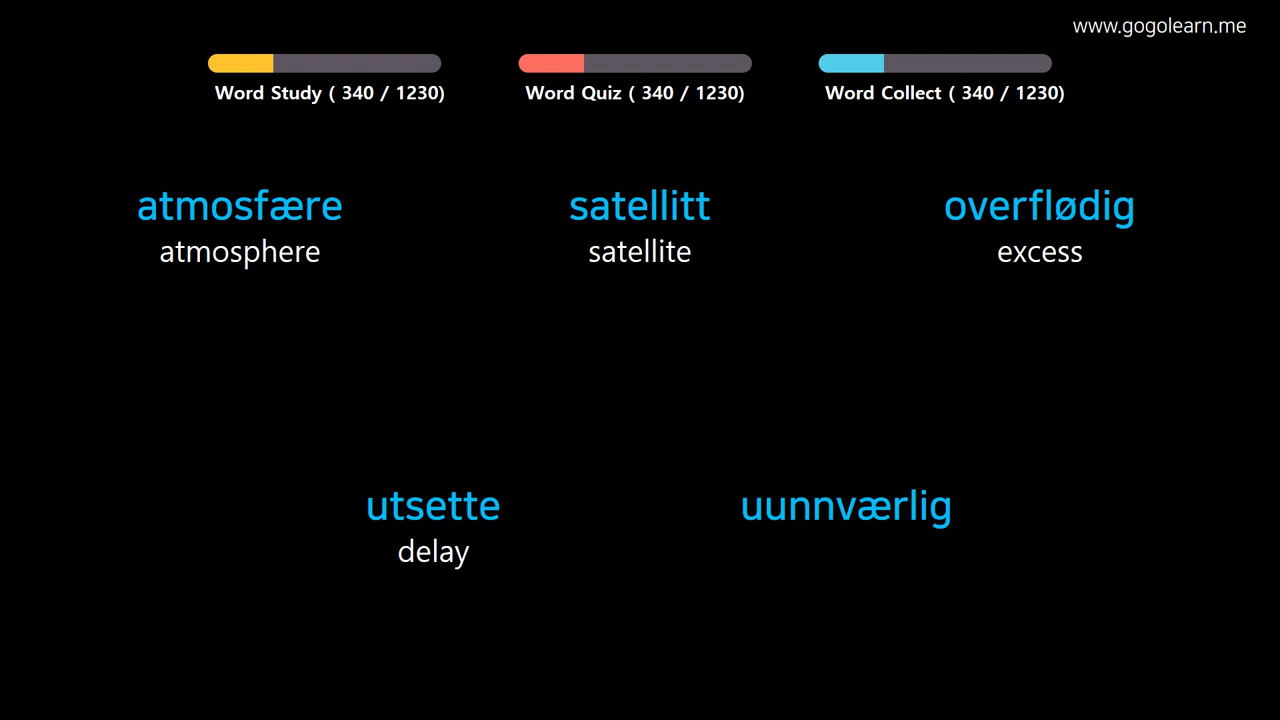 www.gogolearn.me
Word Study ( 340 / 1230)
Word Quiz ( 340 / 1230)
Word Collect ( 340 / 1230)
atmosfære
atmosphere
satellitt
satellite
overflødig
excess
utsette
delay
uunnværlig